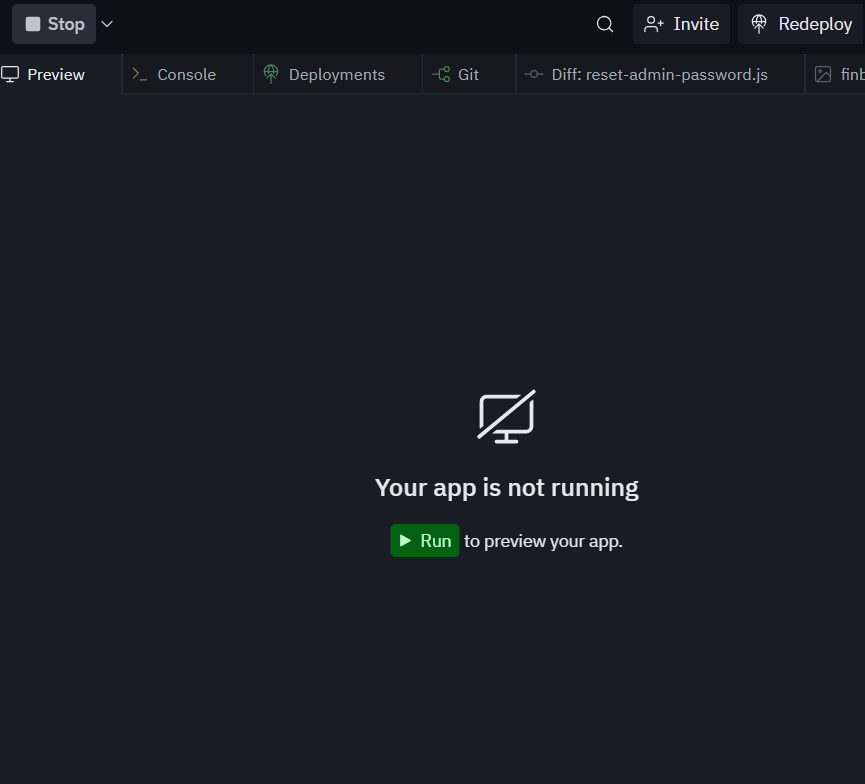 Stop
Invite
Redeploy
Preview
Console
Deployments
Git
Diff: reset-admin-password.js
Your app is not running
Run to preview your app.